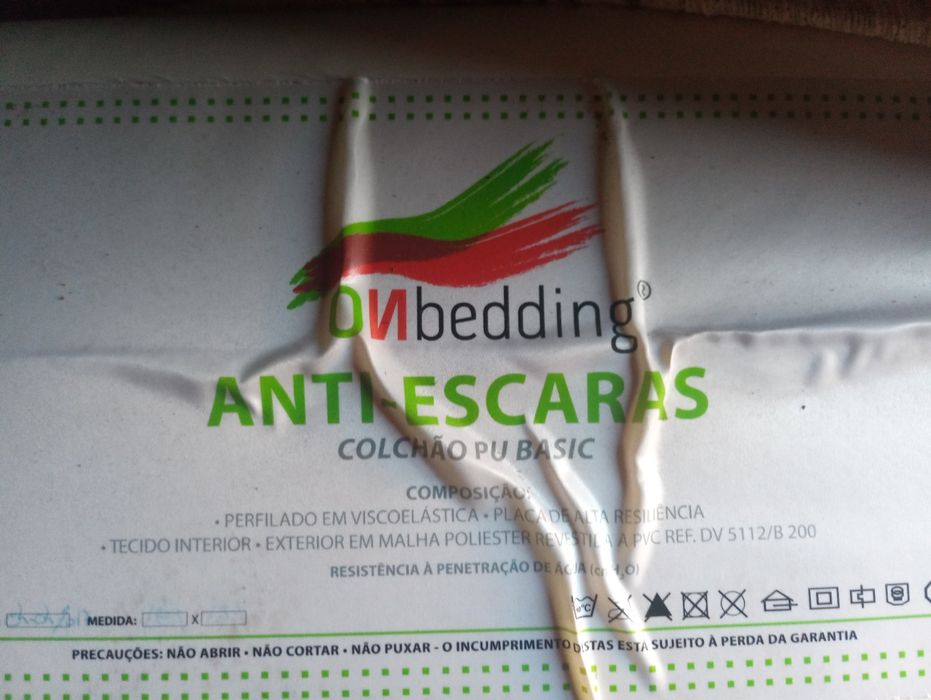 ONbedding®
ANTI-ESCARAS
COLCHÃO PU BASIC
COMPOSIÇÃO:
• PERFILADO EM VISCOELÁSTICA • PLACA DE ALTA RESILIÊNCIA
• TECIDO INTERIOR • EXTERIOR EM MALHA POLIESTER REVESTIDA A PVC REF. DV 5112/B 200
RESISTÊNCIA À PENETRAÇÃO DE ÁGUA (cm H₂O)
MEDIDA: X
PRECAUÇÕES: NÃO ABRIR • NÃO CORTAR • NÃO PUXAR - O INCUMPRIMENTO DESTAS ESTÁ SUJEITO À PERDA DA GARANTIA